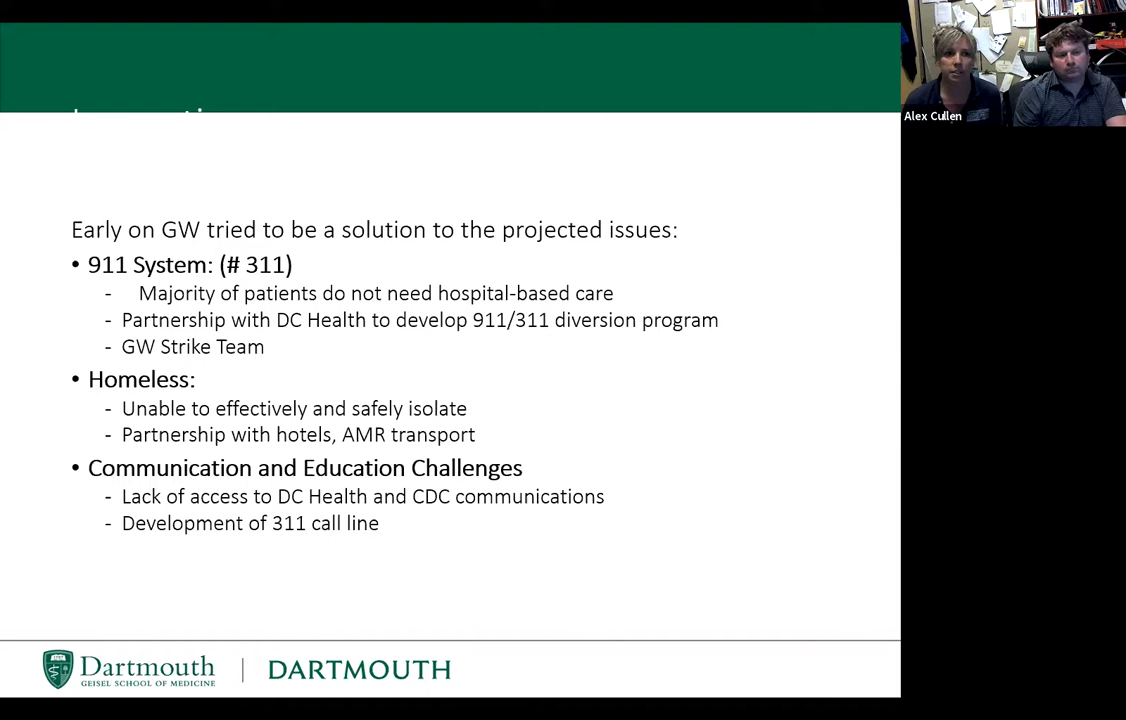 Alex Cullen
Early on GW tried to be a solution to the projected issues:
• 911 System: (# 311)
- Majority of patients do not need hospital-based care
- Partnership with DC Health to develop 911/311 diversion program
- GW Strike Team
• Homeless:
- Unable to effectively and safely isolate
- Partnership with hotels, AMR transport
• Communication and Education Challenges
- Lack of access to DC Health and CDC communications
- Development of 311 call line
Dartmouth
GEISEL SCHOOL OF MEDICINE
DARTMOUTH